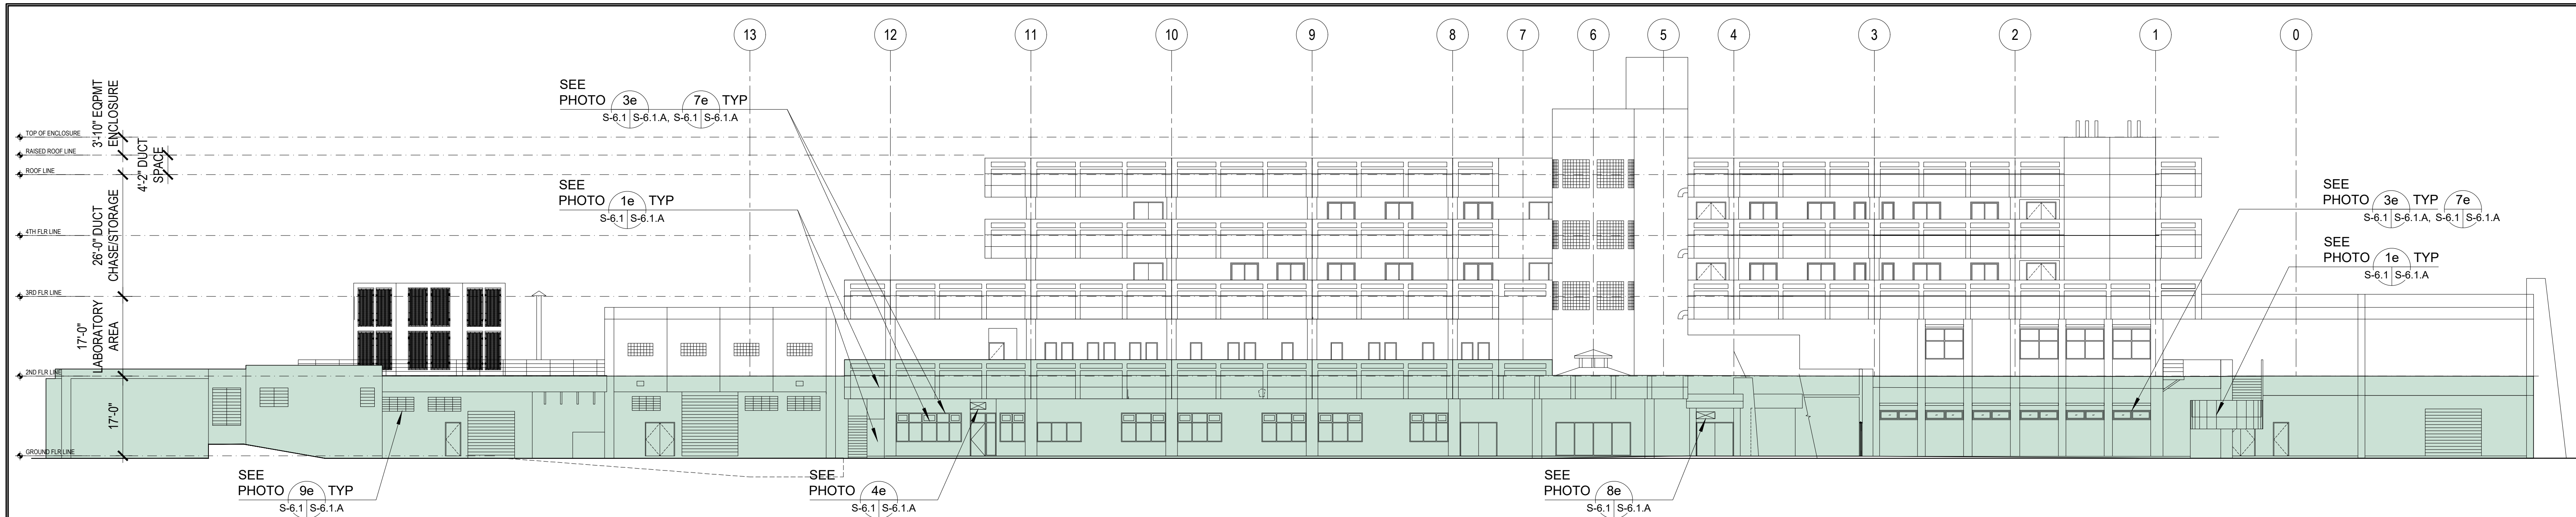 13
12
11
10
9
8
7
6
5
4
3
2
1
0
TOP OF ENCLOSURE
RAISED ROOF LINE
ROOF LINE
4TH FLR LINE
3RD FLR LINE
2ND FLR LINE
GROUND FLR LINE
3'-10" EQPMT
ENCLOSURE
4'-2" DUCT
SPACE
26'-0" DUCT
CHASE/STORAGE
17'-0"
LABORATORY
AREA
17'-0"
SEE
PHOTO 3e 7e TYP
S-6.1 S-6.1.A, S-6.1 S-6.1.A
SEE
PHOTO 1e TYP
S-6.1 S-6.1.A
SEE
PHOTO 3e TYP 7e
S-6.1 S-6.1.A, S-6.1 S-6.1.A
SEE
PHOTO 1e TYP
S-6.1 S-6.1.A
SEE
PHOTO 9e TYP
S-6.1 S-6.1.A
SEE
PHOTO 4e
S-6.1 S-6.1.A
SEE
PHOTO 8e
S-6.1 S-6.1.A